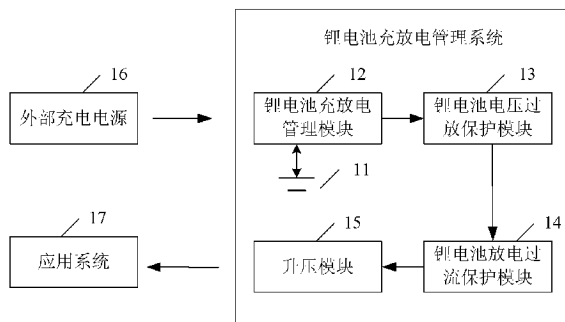 锂电池充放电管理系统
16
外部充电电源
12
锂电池充放电
管理模块
13
锂电池电压过
放保护模块
11
17
应用系统
15
升压模块
14
锂电池放电过
流保护模块